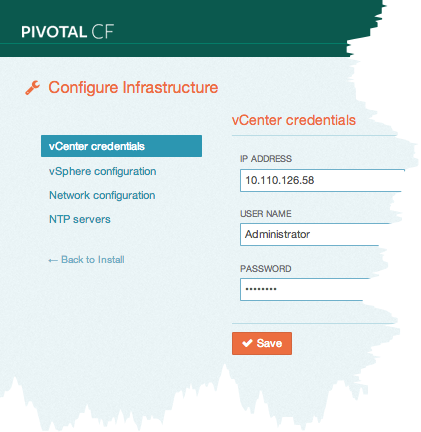 PIVOTAL CF
Configure Infrastructure
vCenter credentials
vSphere configuration
Network configuration
NTP servers
← Back to Install
vCenter credentials
IP ADDRESS
10.110.126.58
USER NAME
Administrator
PASSWORD
••••••••
Save